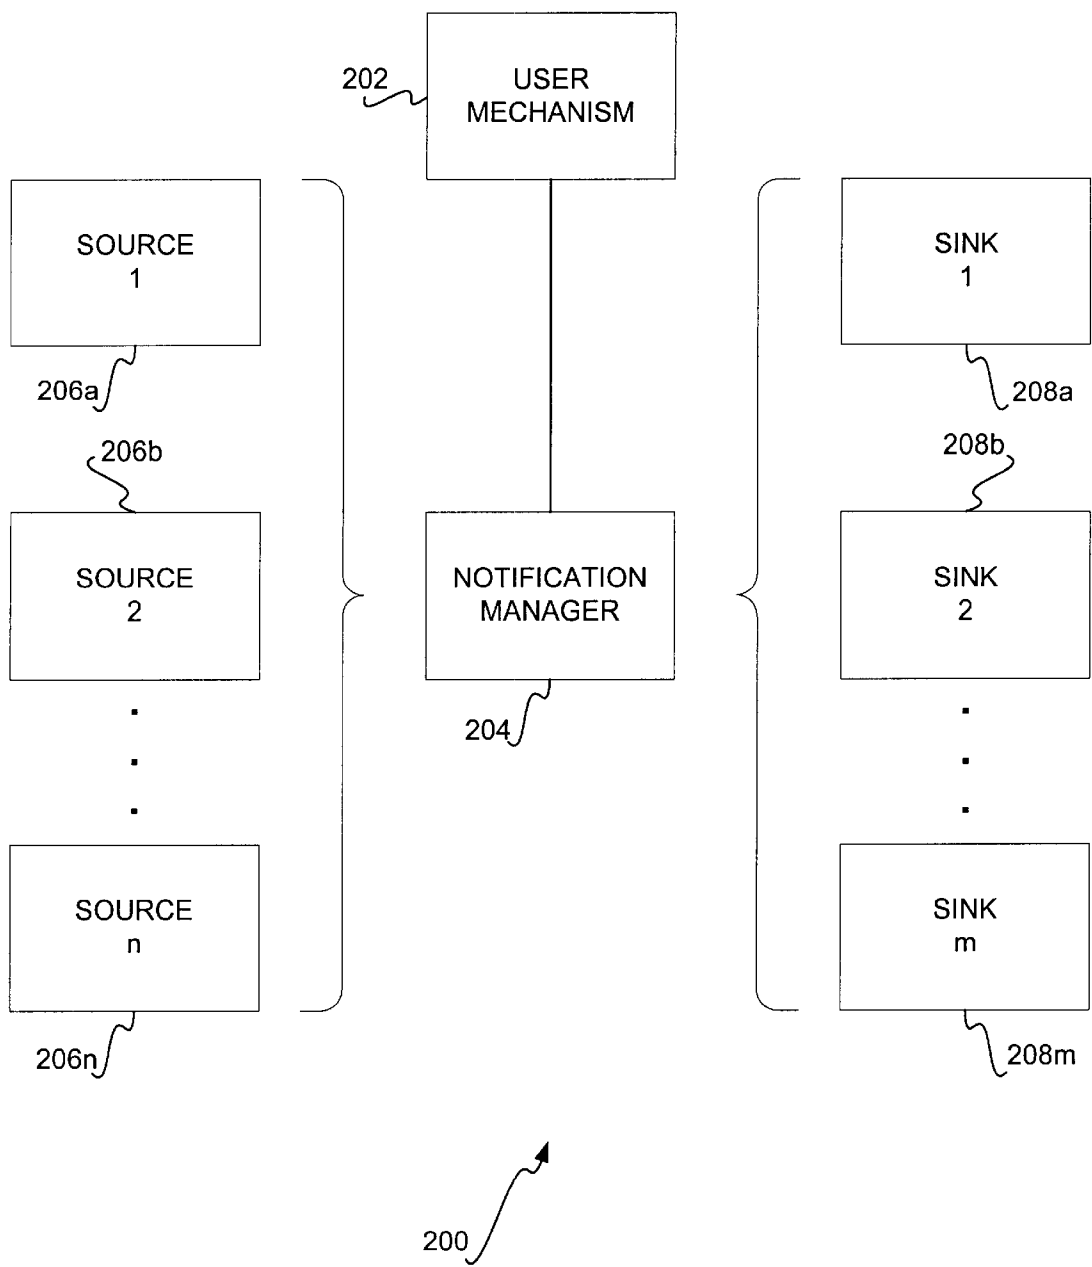 202
USER
MECHANISM
SOURCE
1
206a
SINK
1
208a
206b
SOURCE
2
NOTIFICATION
MANAGER
204
208b
SINK
2
SOURCE
n
206n
SINK
m
208m
200